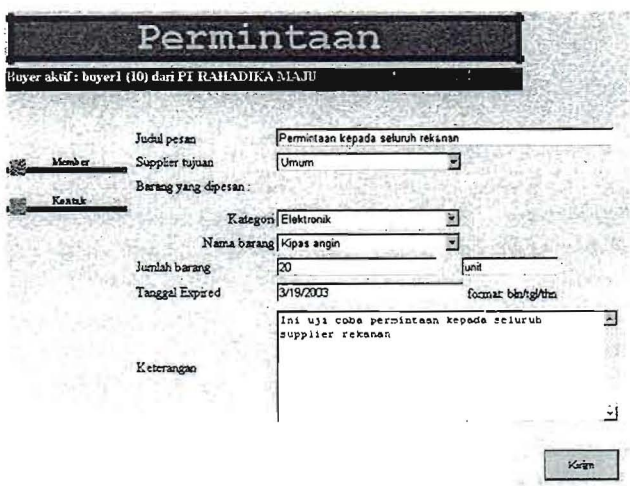 Permintaan
Buyer aktif : buyer1 (10) dari PT RAHADIKA MAJU
Judul pesan Permintaan kepada seluruh rekanan
Member Supplier tujuan Umum
Barang yang dipesan :
Kontak
Kategori Elektronik
Nama barang Kipas angin
Jumlah barang 20 unit
Tanggal Expired 3/19/2003 format: bln/tgl/thn
Ini uji coba permintaan kepada seluruh
supplier rekanan
Keterangan
Kirim